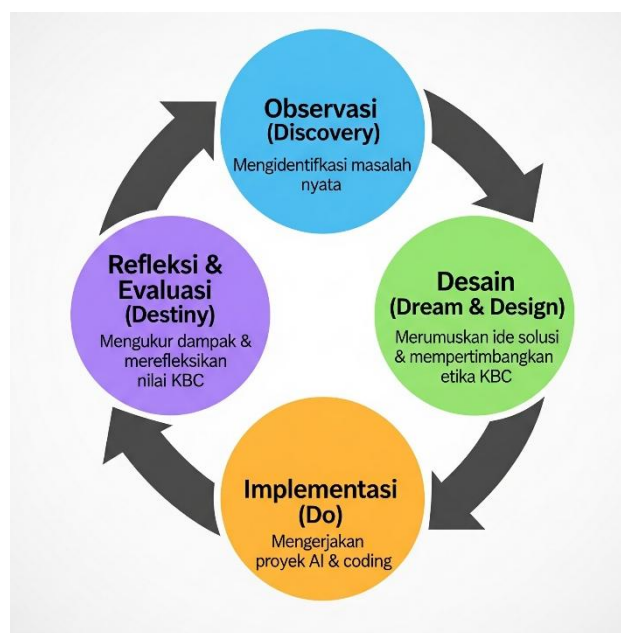 Observasi
(Discovery)
Mengidentifkasi masalah
nyata
Desain
(Dream & Design)
Merumuskan ide solusi
& mempertimbangkan
etika KBC
Implementasi
(Do)
Mengerjakan
proyek AI & coding
Refleksi &
Evaluasi
(Destiny)
Mengukur dampak &
merefleksikan
nilai KBC